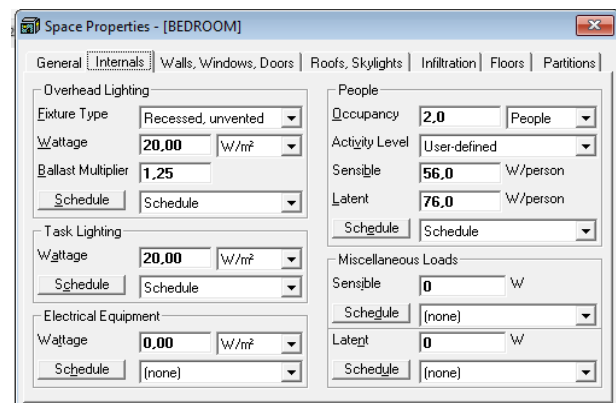 Space Properties - [BEDROOM]
General Internals Walls, Windows, Doors Roofs, Skylights Infiltration Floors Partitions
Overhead Lighting
Fixture Type Recessed, unvented
Wattage 20,00 W/m²
Ballast Multiplier 1,25
Schedule Schedule
Task Lighting
Wattage 20,00 W/m²
Schedule Schedule
Electrical Equipment
Wattage 0,00 W/m²
Schedule (none)
People
Occupancy 2,0 People
Activity Level User-defined
Sensible 56,0 W/person
Latent 76,0 W/person
Schedule Schedule
Miscellaneous Loads
Sensible 0 W
Schedule (none)
Latent 0 W
Schedule (none)